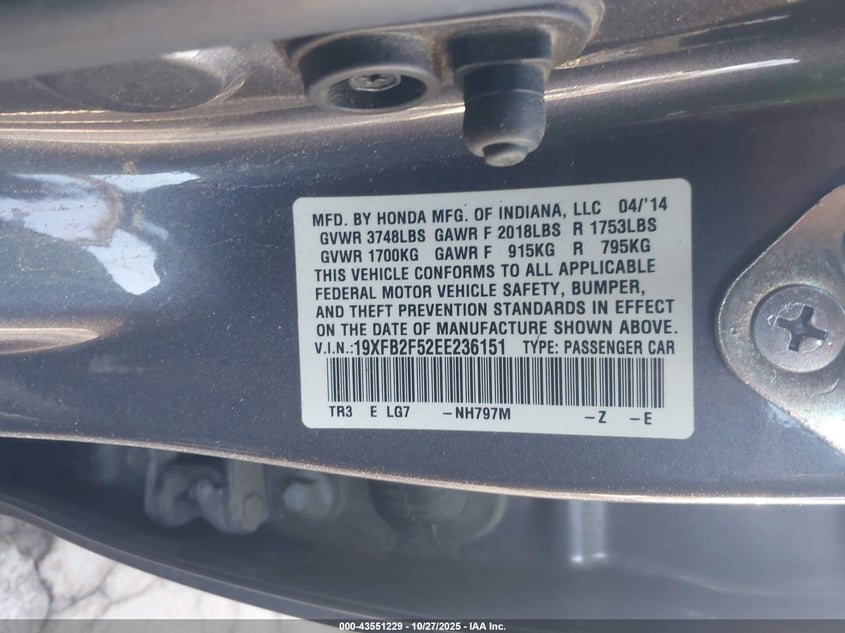 MFD. BY HONDA MFG. OF INDIANA, LLC 04/'14
GVWR 3748LBS GAWR F 2018LBS R 1753LBS
GVWR 1700KG GAWR F 915KG R 795KG
THIS VEHICLE CONFORMS TO ALL APPLICABLE
FEDERAL MOTOR VEHICLE SAFETY, BUMPER,
AND THEFT PREVENTION STANDARDS IN EFFECT
ON THE DATE OF MANUFACTURE SHOWN ABOVE.
V.I.N.:19XFB2F52EE236151 TYPE: PASSENGER CAR
TR3 E LG7 -NH797M -Z -E
000-43551229 - 10/27/2025 - IAA Inc.